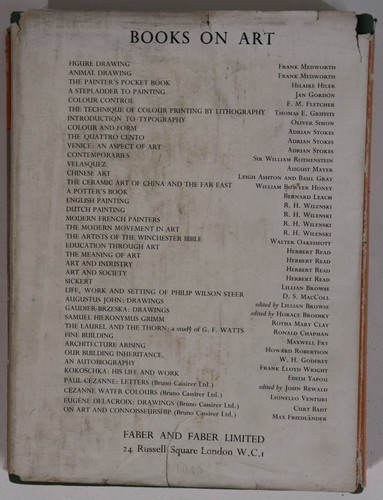 BOOKS ON ART
FIGURE DRAWING FRANK MEDWORTH
ANIMAL DRAWING FRANK MEDWORTH
THE PAINTER'S POCKET BOOK HILAIRE HILER
A STEPLADDER TO PAINTING JAN GORDON
COLOUR CONTROL F. M. FLETCHER
THE TECHNIQUE OF COLOUR PRINTING BY LITHOGRAPHY THOMAS E. GRIFFITS
INTRODUCTION TO TYPOGRAPHY OLIVER SIMON
COLOUR AND FORM ADRIAN STOKES
THE QUATTRO CENTO ADRIAN STOKES
VENICE: AN ASPECT OF ART ADRIAN STOKES
CONTEMPORARIES SIR WILLIAM ROTHENSTEIN
VELASQUEZ AUGUST MAYER
CHINESE ART LEIGH ASHTON AND BASIL GRAY
THE CERAMIC ART OF CHINA AND THE FAR EAST WILLIAM BOWYER HONEY
A POTTER'S BOOK BERNARD LEACH
ENGLISH PAINTING R. H. WILENSKI
DUTCH PAINTING R. H. WILENSKI
MODERN FRENCH PAINTERS R. H. WILENSKI
THE MODERN MOVEMENT IN ART R. H. WILENSKI
THE ARTISTS OF THE WINCHESTER BIBLE WALTER OAKESHOTT
EDUCATION THROUGH ART HERBERT READ
THE MEANING OF ART HERBERT READ
ART AND INDUSTRY HERBERT READ
ART AND SOCIETY HERBERT READ
SICKERT LILLIAN BROWSE
LIFE, WORK AND SETTING OF PHILIP WILSON STEER D. S. MACCOLL
AUGUSTUS JOHN: DRAWINGS edited by LILLIAN BROWSE
GAUDIER-BRZESKA: DRAWINGS edited by HORACE BRODZKY
SAMUEL HIERONYMUS GRIMM ROTHA MARY CLAY
THE LAUREL AND THE THORN: a study of G. F. WATTS RONALD CHAPMAN
FINE BUILDING MAXWELL FRY
ARCHITECTURE ARISING HOWARD ROBERTSON
OUR BUILDING INHERITANCE, W. H. GODFREY
AN AUTOBIOGRAPHY FRANK LLOYD WRIGHT
KOKOSCHKA: HIS LIFE AND WORK EDITH
PAUL CÉZANNE: LETTERS (Bruno Cassirer Ltd.) edited by JOHN REWALD
CÉZANNE WATER COLOURS (Bruno Cassirer Ltd.) LIONELLO VENTURI
EUGÈNE DELACROIX: DRAWINGS (Bruno Cassirer Ltd.) CURT BADT
ON ART AND CONNOISSEURSHIP (Bruno Cassirer Ltd.) MAX FRIEDLÄNDER
FABER AND FABER LIMITED
24 Russell Square London W.C.1